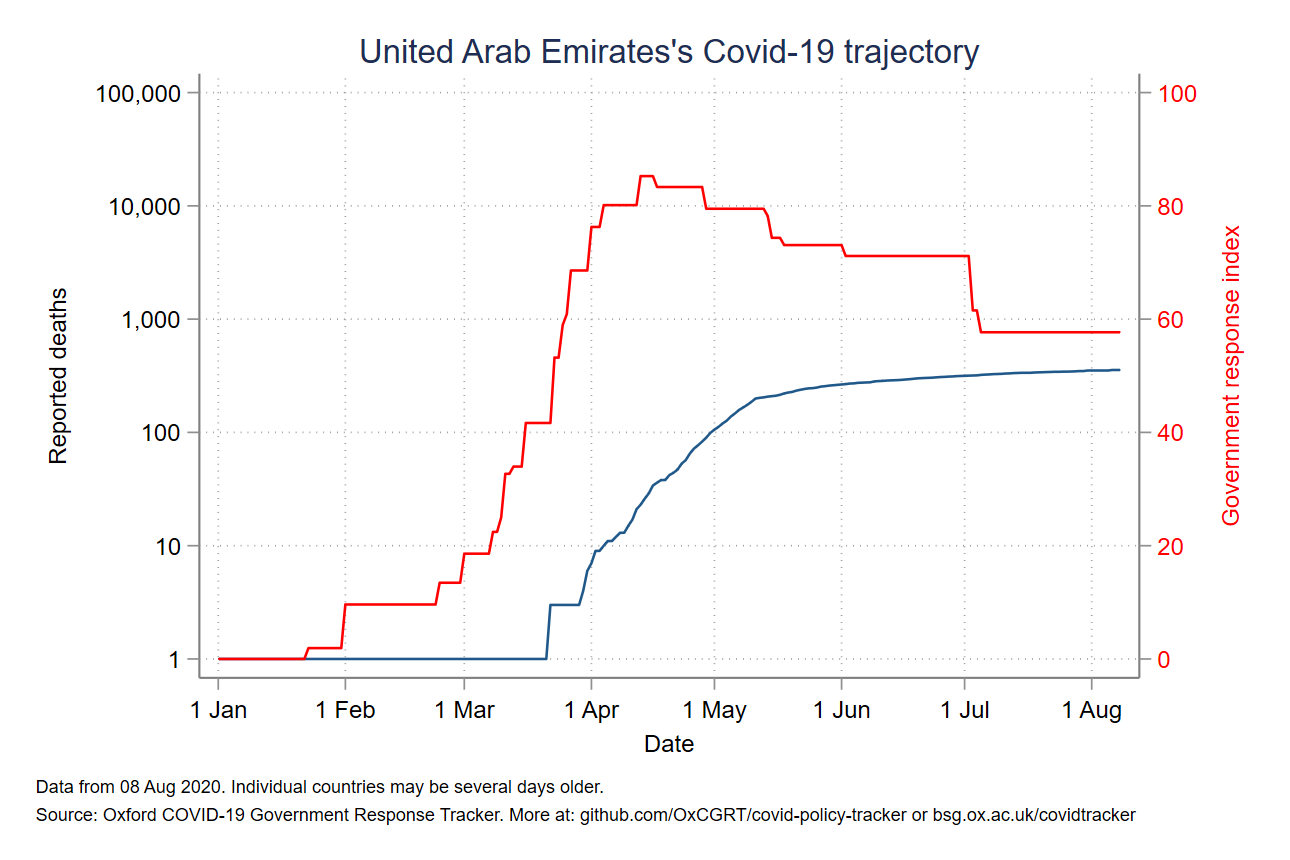 United Arab Emirates's Covid-19 trajectory
100,000
10,000
1,000
100
10
1
Reported deaths
100
80
60
40
20
0
Government response index
1 Jan
1 Feb
1 Mar
1 Apr
1 May
1 Jun
1 Jul
1 Aug
Date
Data from 08 Aug 2020. Individual countries may be several days older.
Source: Oxford COVID-19 Government Response Tracker. More at: github.com/OxCGRT/covid-policy-tracker or bsg.ox.ac.uk/covidtracker